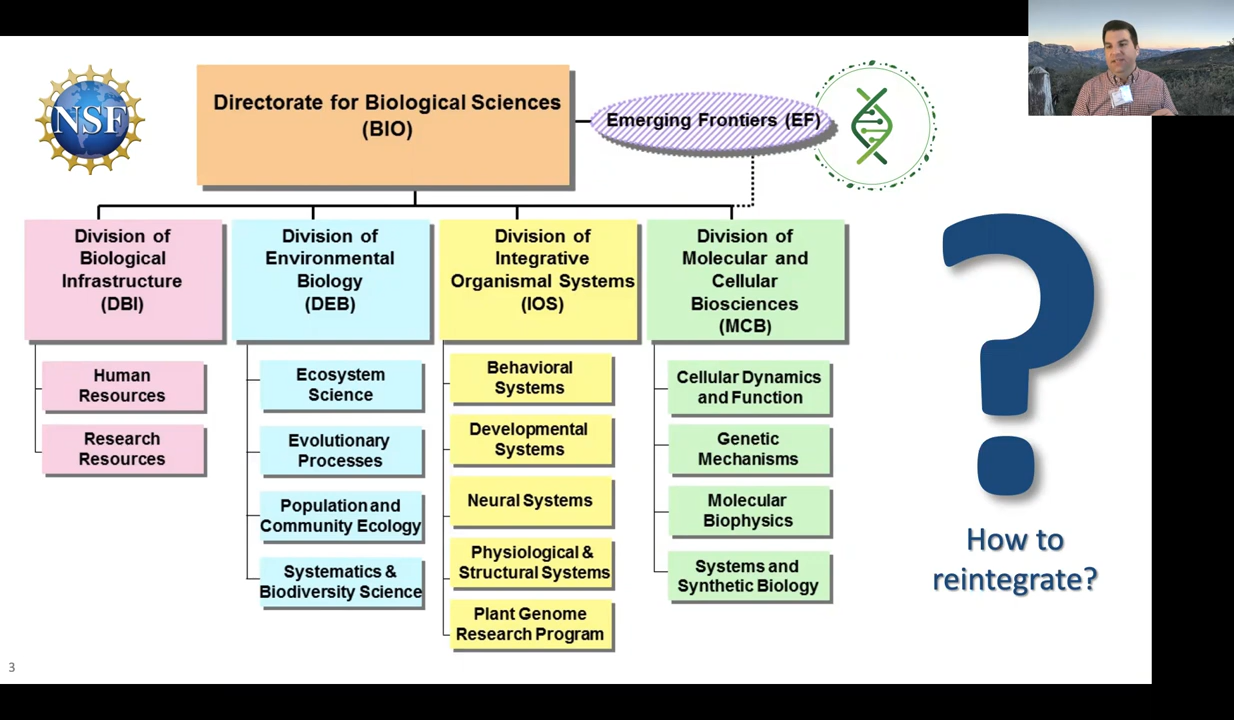 NSF
Directorate for Biological Sciences
(BIO)
Emerging Frontiers (EF)
Division of
Biological
Infrastructure
(DBI)
Human
Resources
Research
Resources
Division of
Environmental
Biology
(DEB)
Ecosystem
Science
Evolutionary
Processes
Population and
Community Ecology
Systematics &
Biodiversity Science
Division of
Integrative
Organismal Systems
(IOS)
Behavioral
Systems
Developmental
Systems
Neural Systems
Physiological &
Structural Systems
Plant Genome
Research Program
Division of
Molecular and
Cellular
Biosciences
(MCB)
Cellular Dynamics
and Function
Genetic
Mechanisms
Molecular
Biophysics
Systems and
Synthetic Biology
?
How to
reintegrate?
3